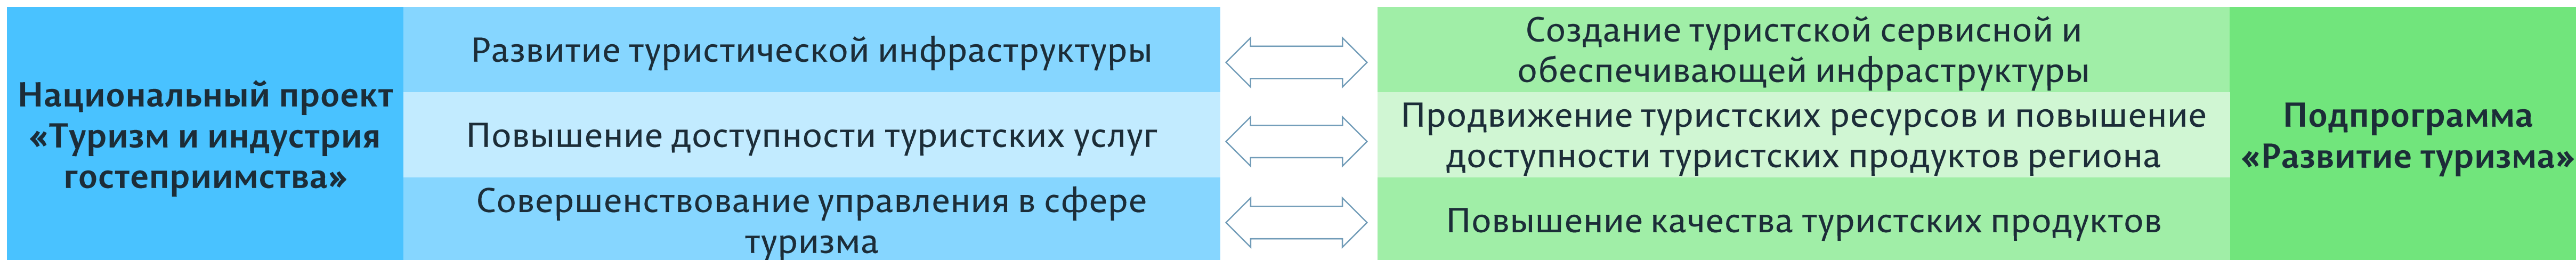 Национальный проект
«Туризм и индустрия
гостеприимства»
Развитие туристической инфраструктуры
Повышение доступности туристских услуг
Совершенствование управления в сфере
туризма
Создание туристской сервисной и
обеспечивающей инфраструктуры
Продвижение туристских ресурсов и повышение
доступности туристских продуктов региона
Повышение качества туристских продуктов
Подпрограмма
«Развитие туризма»